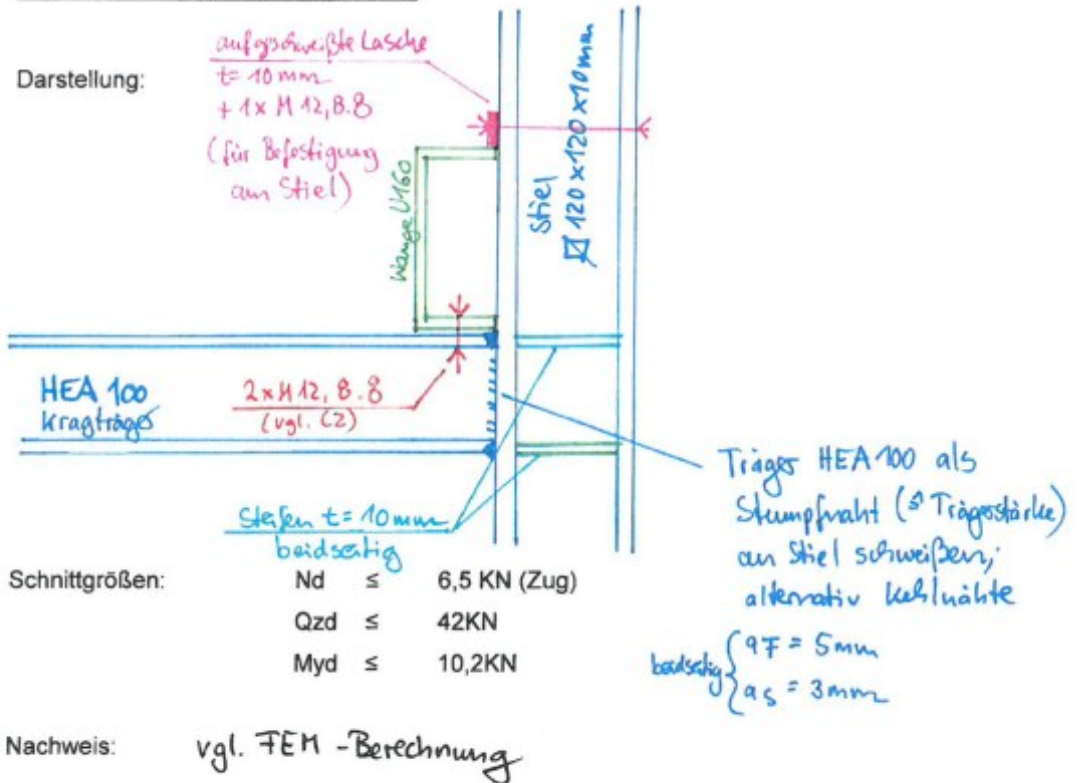 aufgschweißte Lasche
t= 10 mm
+ 1x M 12, 8.8
(für Befestigung
am Stiel)
Darstellung:
Wange U160
Stiel
120 x 120 x 10 mm
HEA 100
Kragträger
2 x M 12, 8.8
(vgl. C2)
Steifen t = 10 mm
beidseitig
Träger HEA 100 als
Stumpfnaht (≙ Trägerstärke)
an Stiel schweißen;
alternativ Kehlnähte
beidseitig
aF = 5 mm
as = 3 mm
Schnittgrößen:
Nd ≤ 6,5 KN (Zug)
Qzd ≤ 42KN
Myd ≤ 10,2KN
Nachweis: vgl. FEM - Berechnung